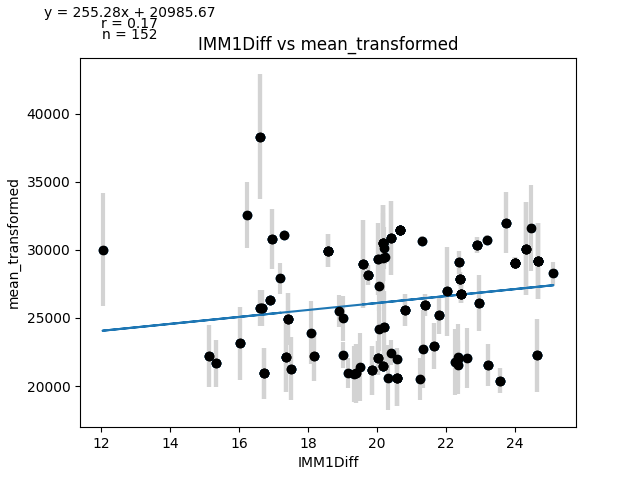 y = 255.28x + 20985.67
r = 0.17
n = 152
IMM1Diff vs mean_transformed
40000
35000
30000
25000
20000
mean_transformed
12 14 16 18 20 22 24
IMM1Diff